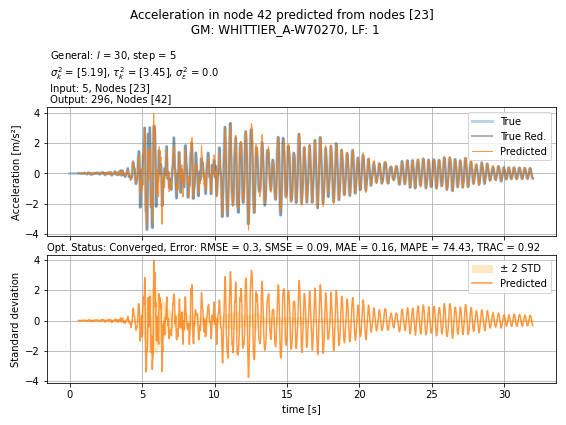 Acceleration in node 42 predicted from nodes [23]
GM: WHITTIER_A-W70270, LF: 1
General: l = 30, step = 5
σ²ₖ = [5.19], τ²ₖ = [3.45], σ²ε = 0.0
Input: 5, Nodes [23]
Output: 296, Nodes [42]
4
2
0
−2
−4
Acceleration [m/s²]
True
True Red.
Predicted
Opt. Status: Converged, Error: RMSE = 0.3, SMSE = 0.09, MAE = 0.16, MAPE = 74.43, TRAC = 0.92
4
2
0
−2
−4
Standard deviation
± 2 STD
Predicted
0 5 10 15 20 25 30
time [s]